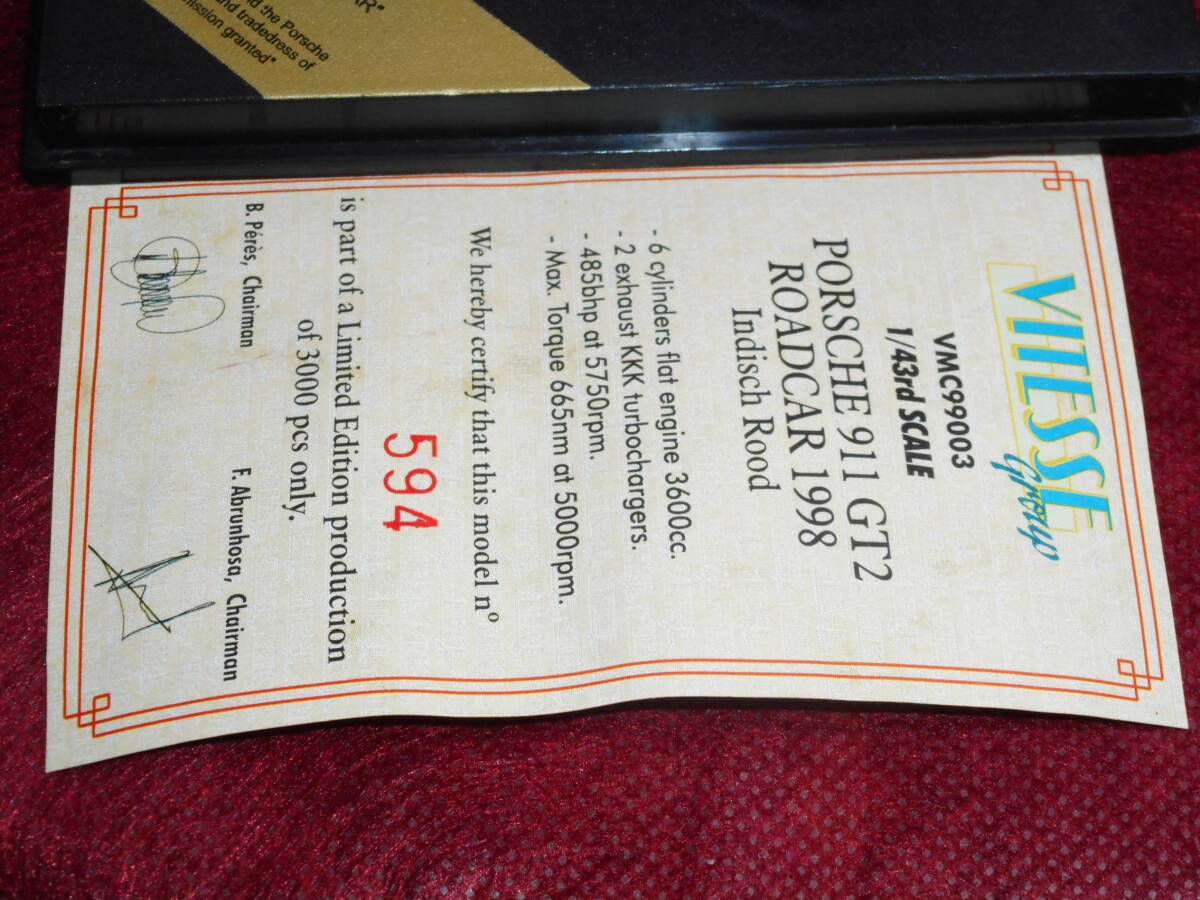 AR"
d the Porsche
nd tradedress of
mission granted"
VITESSE
Group
VMC99003
1/43rd SCALE
PORSCHE 911 GT2
ROADCAR 1998
Indisch Rood
- 6 cylinders flat engine 3600cc.
- 2 exhaust KKK turbochargers.
- 485bhp at 5750rpm.
- Max. Torque 665nm at 5000rpm.
We hereby certify that this model nº
594
is part of a Limited Edition production
of 3000 pcs only.
B. Pérès, Chairman F. Abrunhosa, Chairman